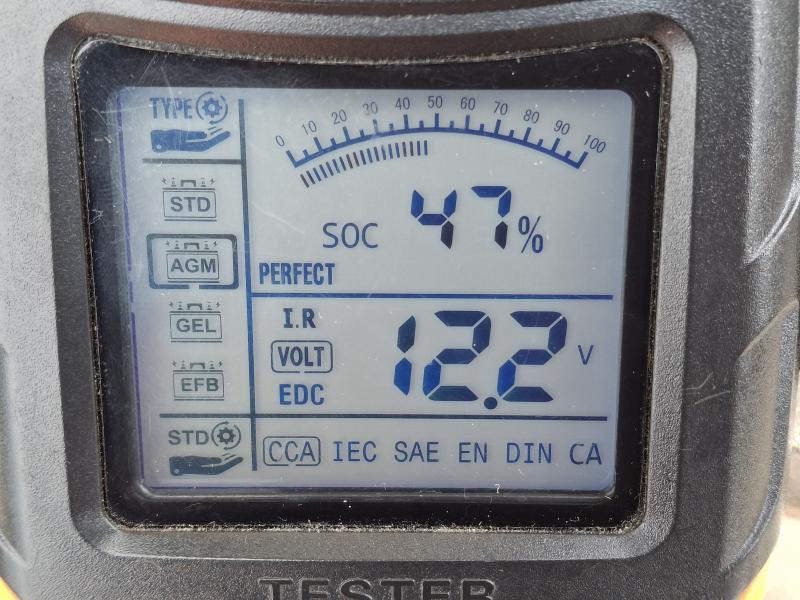 TYPE
0 10 20 30 40 50 60 70 80 90 100
STD
SOC 47%
AGM
PERFECT
GEL
I.R
VOLT 12.2 V
EFB
EDC
STD
CCA IEC SAE EN DIN CA
TESTER